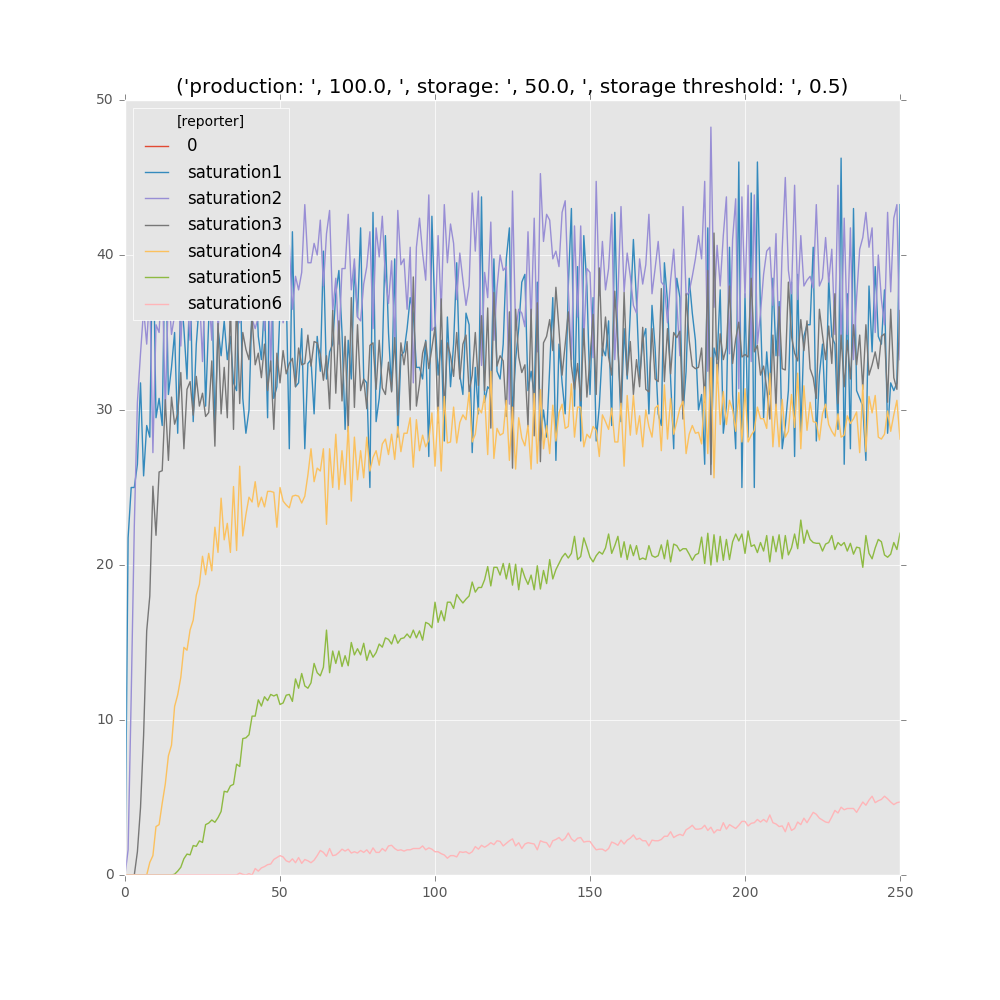 ('production: ', 100.0, ', storage: ', 50.0, ', storage threshold: ', 0.5)
50
[reporter]
0
saturation1
saturation2
saturation3
saturation4
saturation5
saturation6
40
30
20
10
0
0 50 100 150 200 250